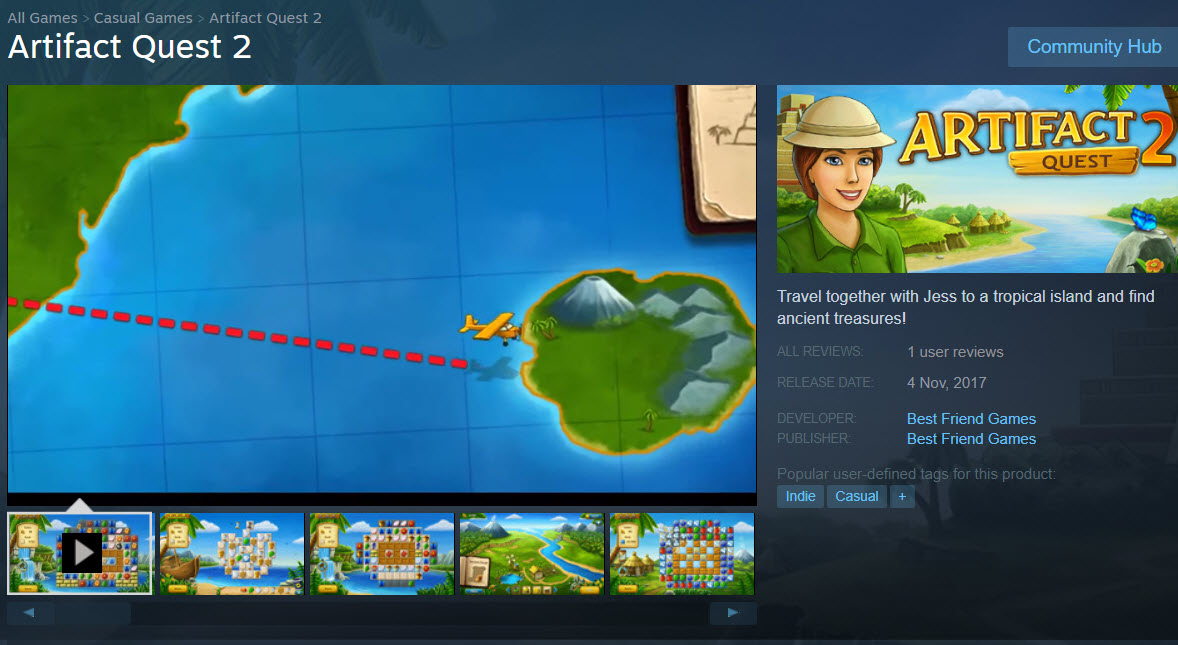 All Games > Casual Games > Artifact Quest 2
Artifact Quest 2
Community Hub
ARTIFACT 2
QUEST
Travel together with Jess to a tropical island and find
ancient treasures!
ALL REVIEWS: 1 user reviews
RELEASE DATE: 4 Nov, 2017
DEVELOPER: Best Friend Games
PUBLISHER: Best Friend Games
Popular user-defined tags for this product:
Indie Casual +